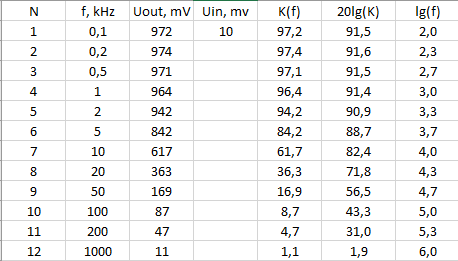 N f, kHz Uout, mV Uin, mv K(f) 20lg(K) lg(f)
1 0,1 972 10 97,2 91,5 2,0
2 0,2 974 97,4 91,6 2,3
3 0,5 971 97,1 91,5 2,7
4 1 964 96,4 91,4 3,0
5 2 942 94,2 90,9 3,3
6 5 842 84,2 88,7 3,7
7 10 617 61,7 82,4 4,0
8 20 363 36,3 71,8 4,3
9 50 169 16,9 56,5 4,7
10 100 87 8,7 43,3 5,0
11 200 47 4,7 31,0 5,3
12 1000 11 1,1 1,9 6,0